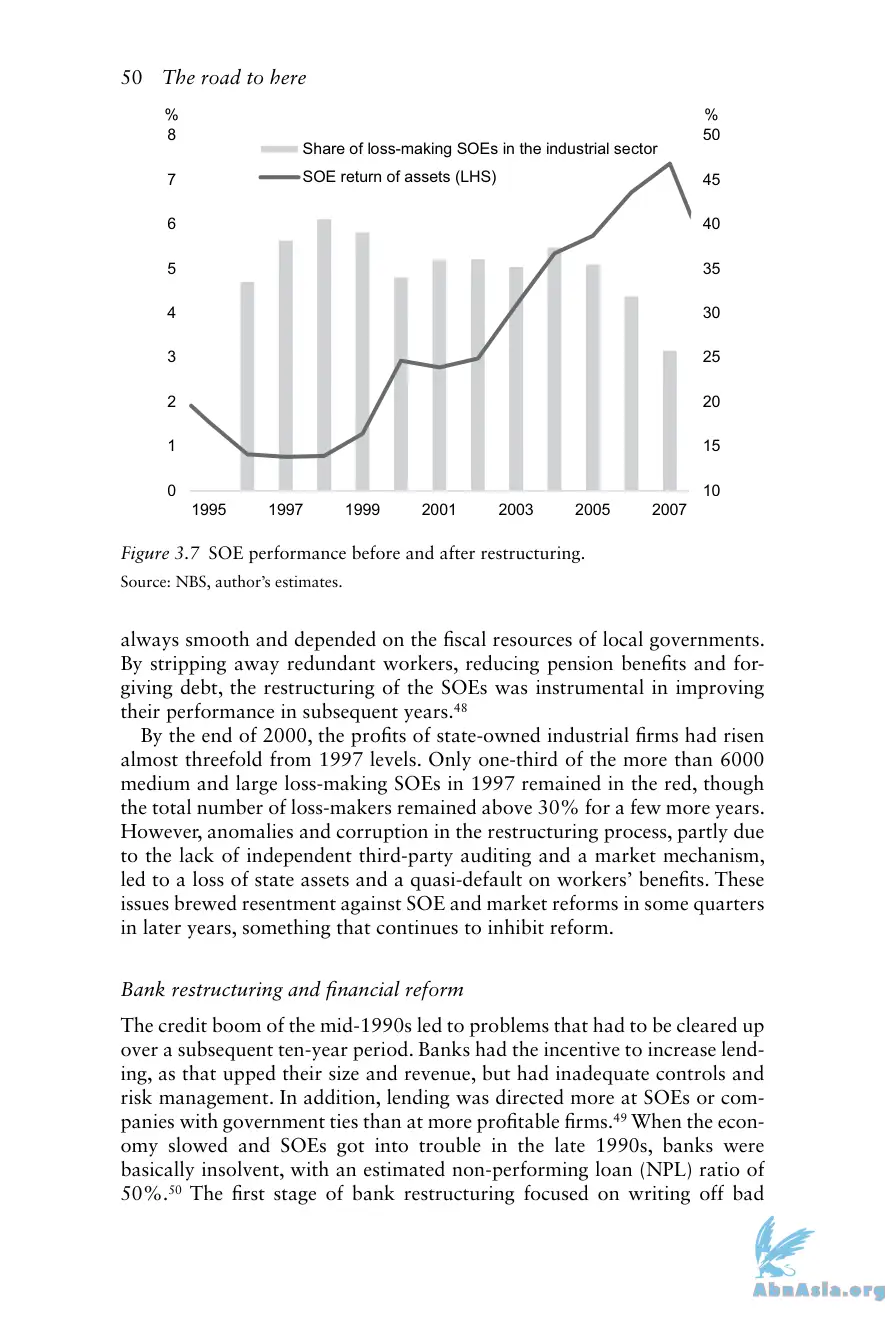 50 The road to here
% %
8 50
Share of loss-making SOEs in the industrial sector
SOE return of assets (LHS)
7 45
6 40
5 35
4 30
3 25
2 20
1 15
0 10
1995 1997 1999 2001 2003 2005 2007
Figure 3.7 SOE performance before and after restructuring.
Source: NBS, author’s estimates.
always smooth and depended on the fiscal resources of local governments.
By stripping away redundant workers, reducing pension benefits and for-
giving debt, the restructuring of the SOEs was instrumental in improving
their performance in subsequent years.48
By the end of 2000, the profits of state-owned industrial firms had risen
almost threefold from 1997 levels. Only one-third of the more than 6000
medium and large loss-making SOEs in 1997 remained in the red, though
the total number of loss-makers remained above 30% for a few more years.
However, anomalies and corruption in the restructuring process, partly due
to the lack of independent third-party auditing and a market mechanism,
led to a loss of state assets and a quasi-default on workers’ benefits. These
issues brewed resentment against SOE and market reforms in some quarters
in later years, something that continues to inhibit reform.
Bank restructuring and financial reform
The credit boom of the mid-1990s led to problems that had to be cleared up
over a subsequent ten-year period. Banks had the incentive to increase lend-
ing, as that upped their size and revenue, but had inadequate controls and
risk management. In addition, lending was directed more at SOEs or com-
panies with government ties than at more profitable firms.49 When the econ-
omy slowed and SOEs got into trouble in the late 1990s, banks were
basically insolvent, with an estimated non-performing loan (NPL) ratio of
50%.50 The first stage of bank restructuring focused on writing off bad
AbnAsia.org